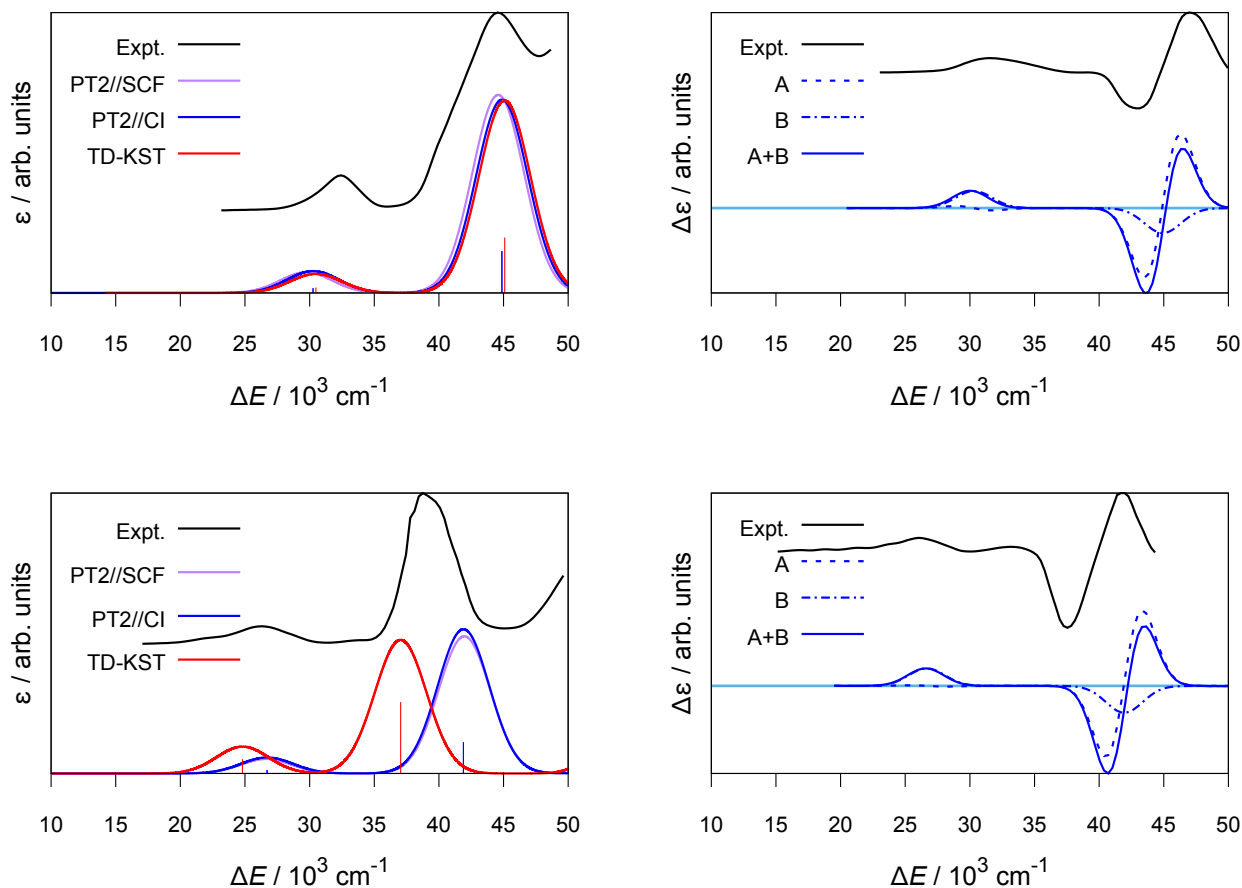 ε / arb. units
Expt.
PT2//SCF
PT2//CI
TD-KST
10 15 20 25 30 35 40 45 50
ΔE / 10³ cm⁻¹
Δε / arb. units
Expt.
A
B
A+B
10 15 20 25 30 35 40 45 50
ΔE / 10³ cm⁻¹
ε / arb. units
Expt.
PT2//SCF
PT2//CI
TD-KST
10 15 20 25 30 35 40 45 50
ΔE / 10³ cm⁻¹
Δε / arb. units
Expt.
A
B
A+B
10 15 20 25 30 35 40 45 50
ΔE / 10³ cm⁻¹